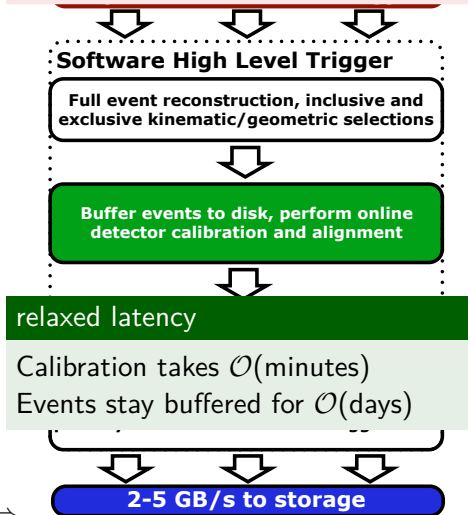 Software High Level Trigger
Full event reconstruction, inclusive and
exclusive kinematic/geometric selections
Buffer events to disk, perform online
detector calibration and alignment
relaxed latency
Calibration takes O(minutes)
Events stay buffered for O(days)
2-5 GB/s to storage